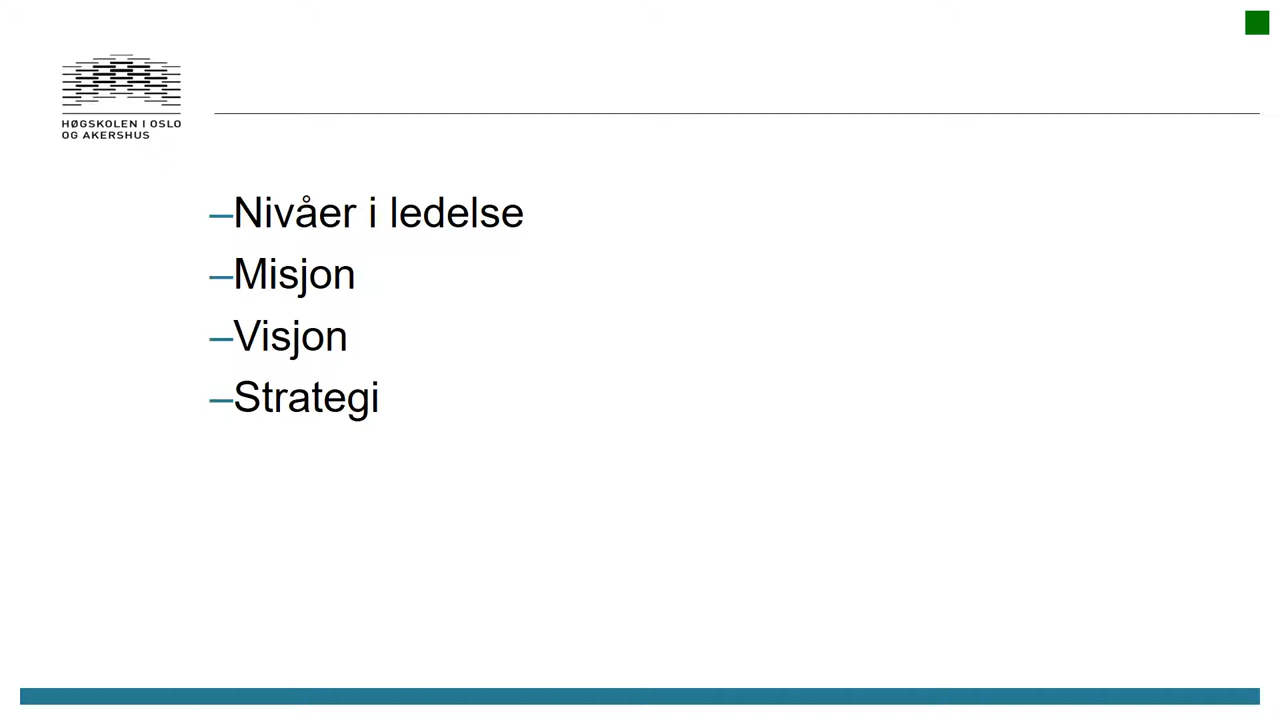 HØGSKOLEN I OSLO
OG AKERSHUS
–Nivåer i ledelse
–Misjon
–Visjon
–Strategi